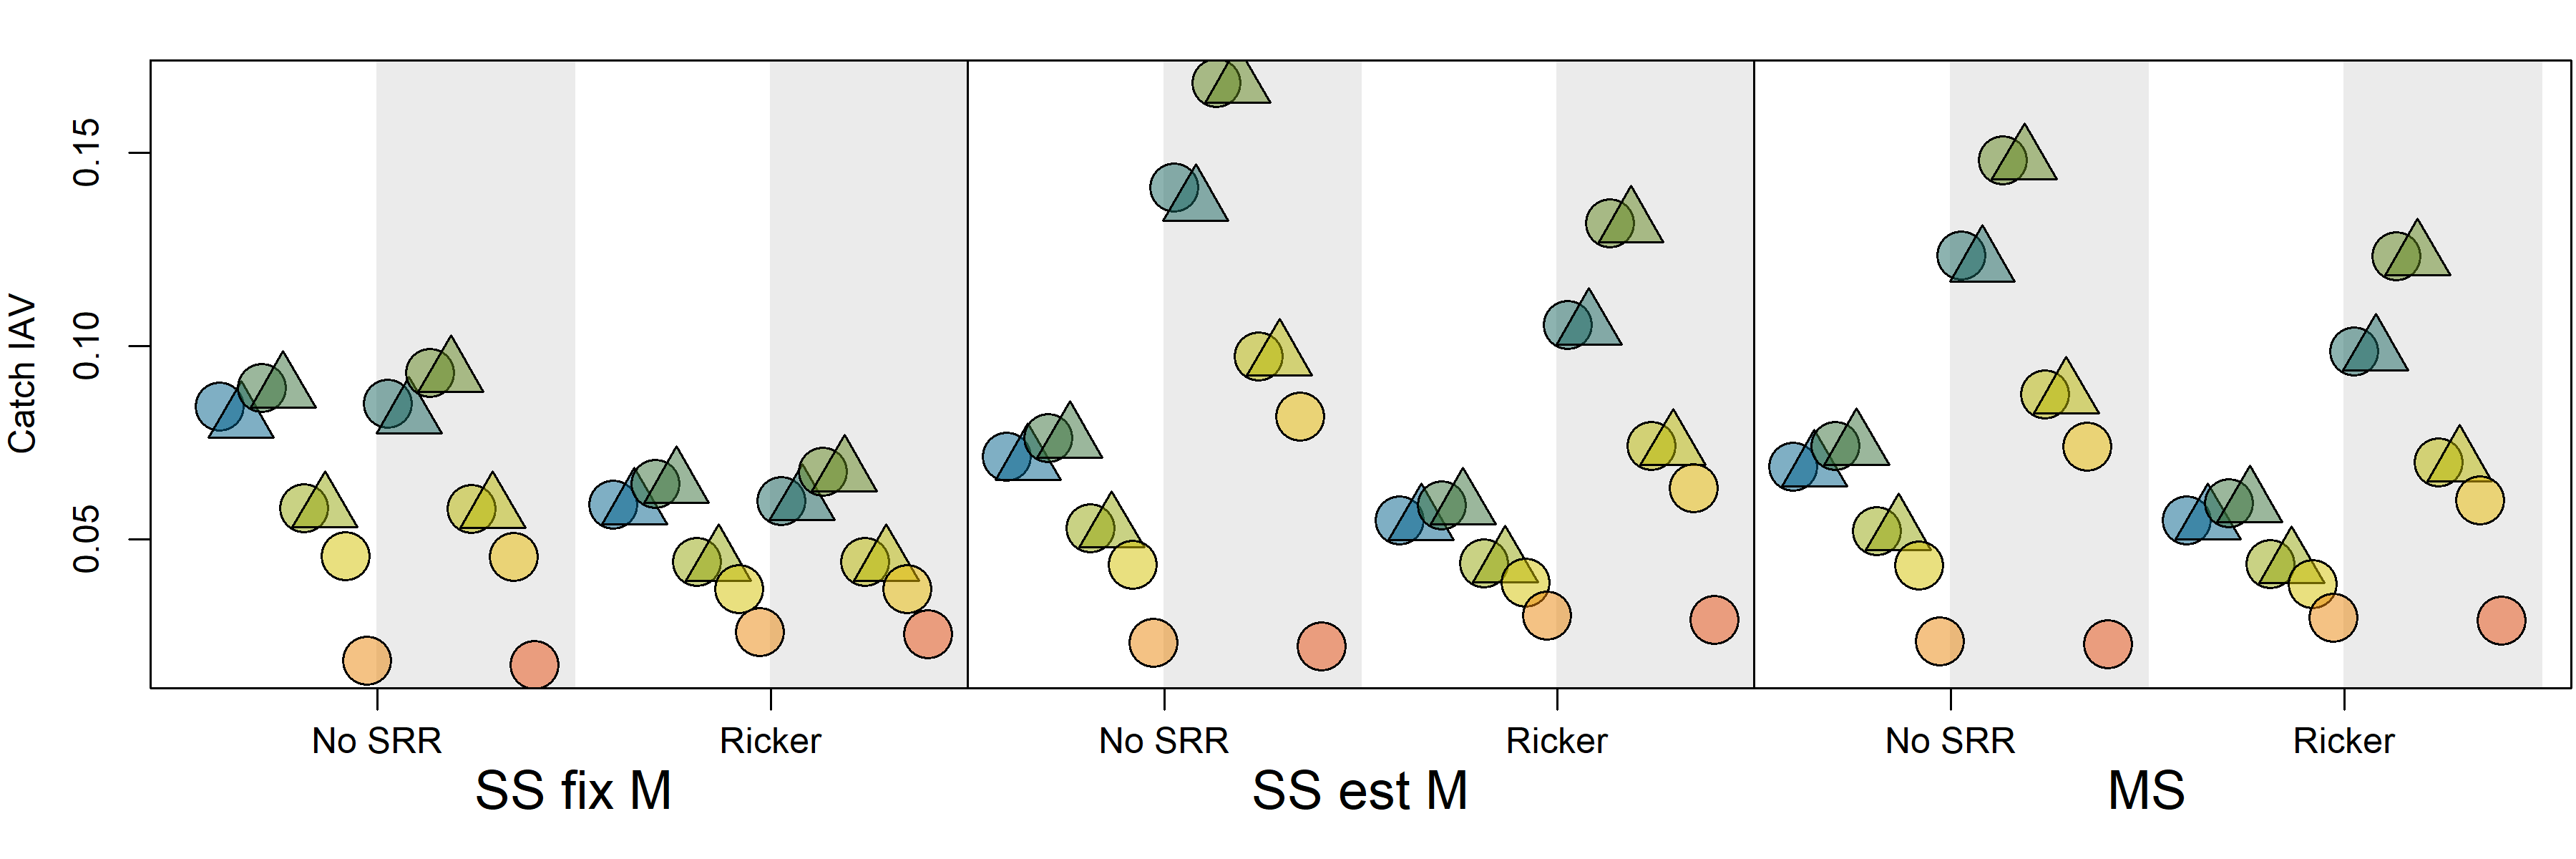 Catch IAV
0.15
0.10
0.05
No SRR
Ricker
No SRR
Ricker
No SRR
Ricker
SS fix M
SS est M
MS